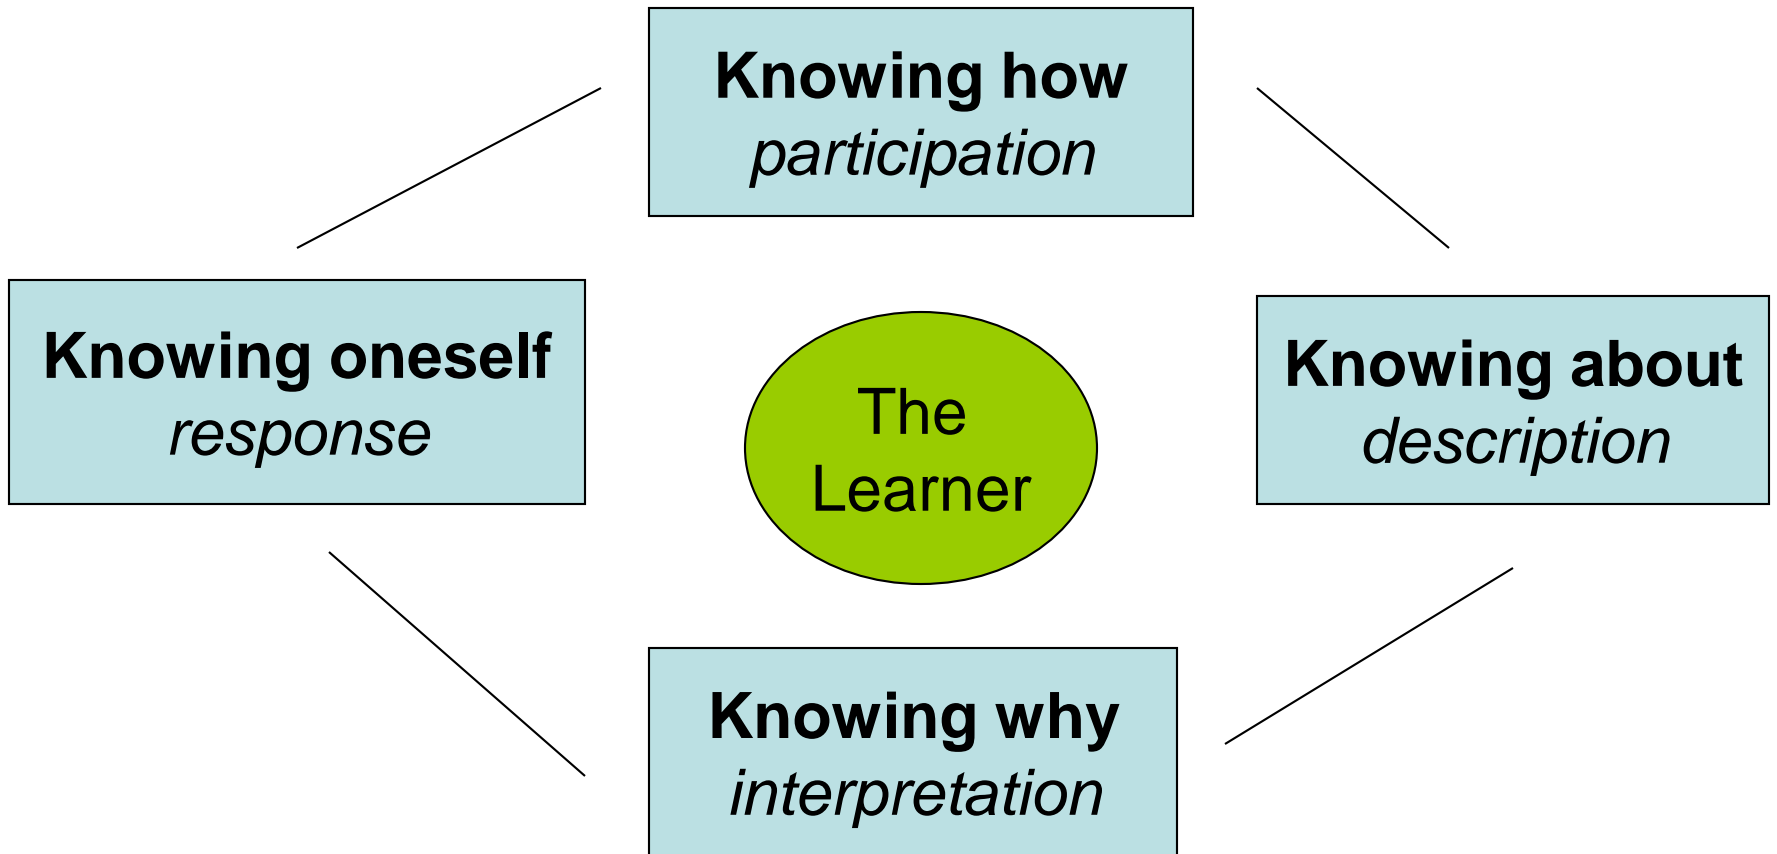 Knowing how
participation
Knowing oneself
response
The
Learner
Knowing about
description
Knowing why
interpretation